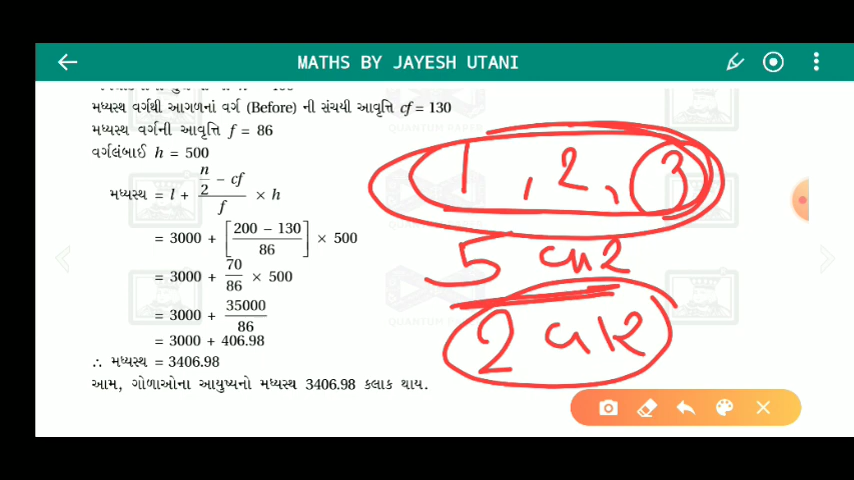 MATHS BY JAYESH UTANI
મધ્યસ્થ વર્ગથી આગળનાં વર્ગ (Before) ની સંચયી આવૃત્તિ cf = 130
મધ્યસ્થ વર્ગની આવૃત્તિ f = 86
વર્ગલંબાઈ h = 500
મધ્યસ્થ = l + (n/2 − cf)/f × h
= 3000 + [(200 − 130)/86] × 500
= 3000 + 70/86 × 500
= 3000 + 35000/86
= 3000 + 406.98
∴ મધ્યસ્થ = 3406.98
આમ, ગોળાઓના આયુષ્યનો મધ્યસ્થ 3406.98 કલાક થાય.
1, 2, 3
5 વાર
2 વાર